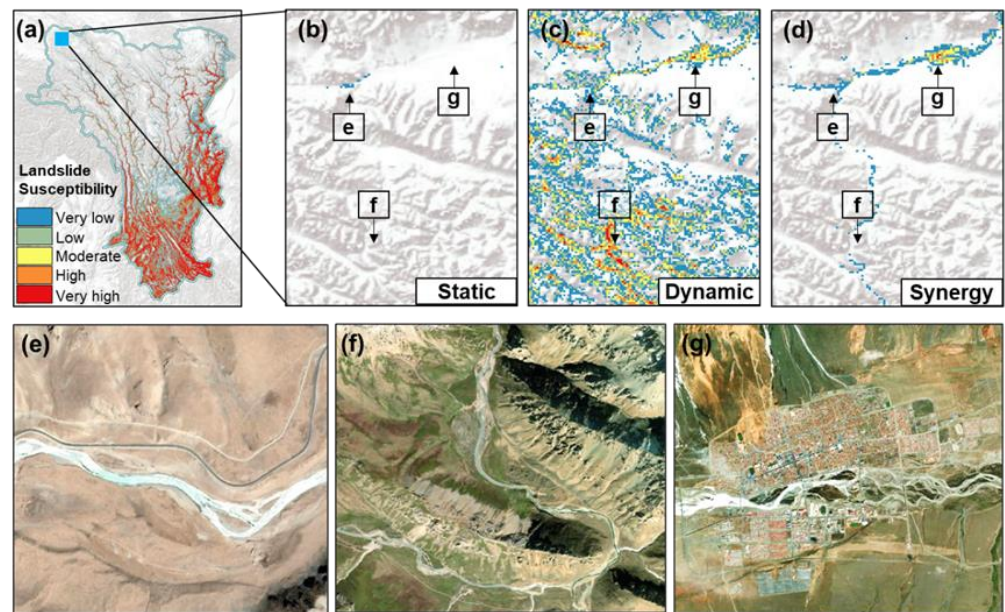 (a)
Landslide
Susceptibility
Very low
Low
Moderate
High
Very high
(b)
g
e
f
Static
(c)
g
e
f
Dynamic
(d)
g
e
f
Synergy
(e)
(f)
(g)